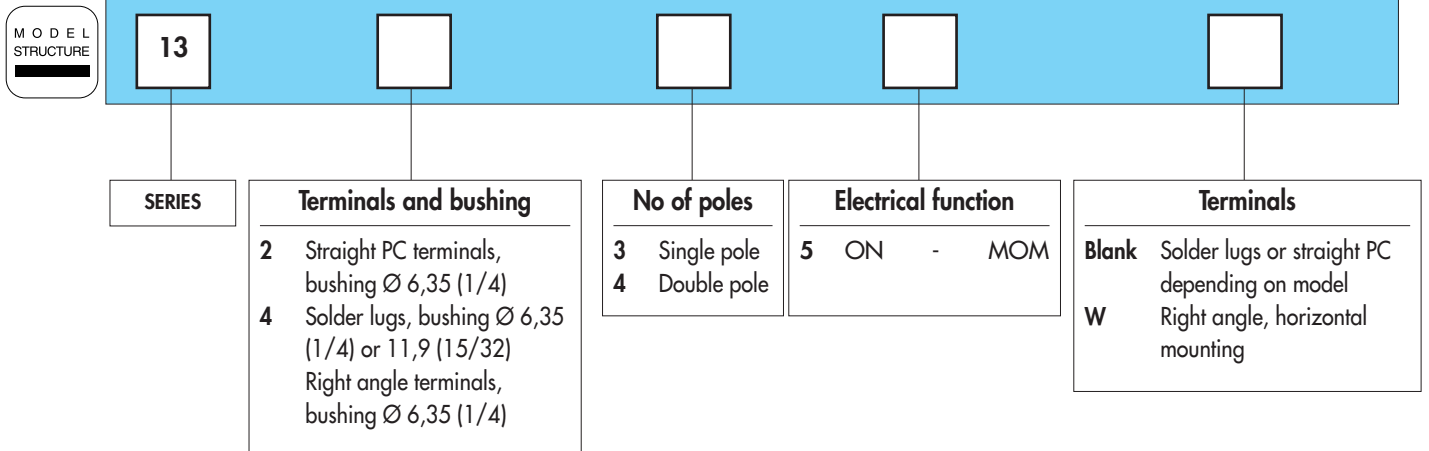 MODEL
STRUCTURE
13
SERIES
Terminals and bushing
2 Straight PC terminals,
bushing Ø 6,35 (1/4)
4 Solder lugs, bushing Ø 6,35
(1/4) or 11,9 (15/32)
Right angle terminals,
bushing Ø 6,35 (1/4)
No of poles
3 Single pole
4 Double pole
Electrical function
5 ON - MOM
Terminals
Blank Solder lugs or straight PC
depending on model
W Right angle, horizontal
mounting